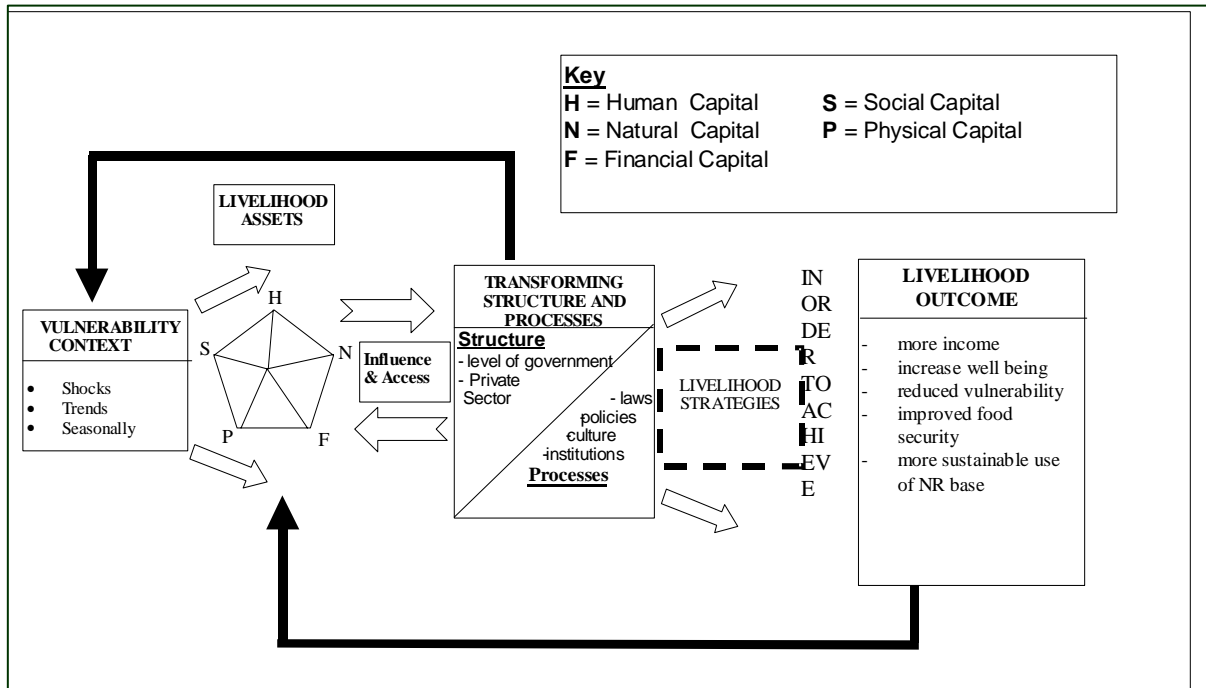 Key
H = Human Capital
S = Social Capital
N = Natural Capital
P = Physical Capital
F = Financial Capital
LIVELIHOOD
ASSETS
VULNERABILITY
CONTEXT
• Shocks
• Trends
• Seasonally
H
S
N
P
F
Influence
& Access
TRANSFORMING
STRUCTURE AND
PROCESSES
Structure
- level of government
- Private
Sector
- laws
-policies
-culture
-institutions
Processes
LIVELIHOOD
STRATEGIES
IN
OR
DE
R
TO
AC
HI
EV
E
LIVELIHOOD
OUTCOME
- more income
- increase well being
- reduced vulnerability
- improved food
security
- more sustainable use
of NR base